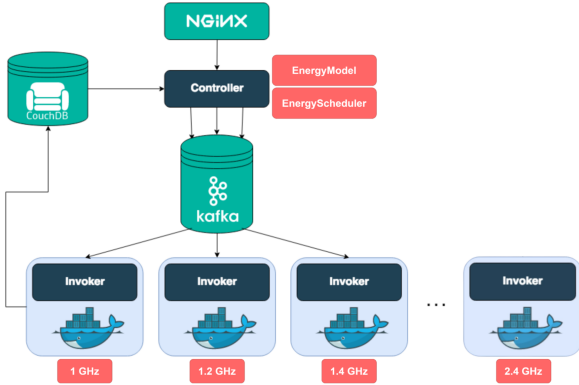 NGINX
EnergyModel
Controller
EnergyScheduler
CouchDB
kafka
Invoker
Invoker
Invoker
Invoker
...
1 GHz
1.2 GHz
1.4 GHz
2.4 GHz